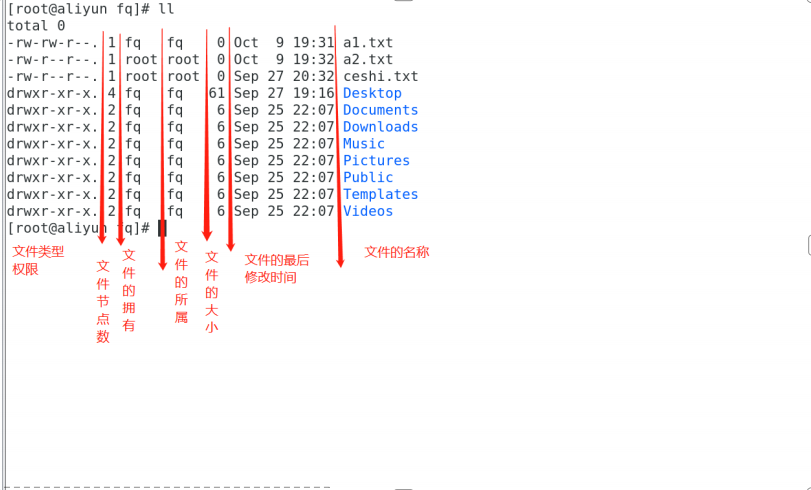 [root@aliyun fq]# ll
total 0
-rw-rw-r--. 1 fq   fq    0 Oct  9 19:31 a1.txt
-rw-r--r--. 1 root root  0 Oct  9 19:32 a2.txt
-rw-r--r--. 1 root root  0 Sep 27 20:32 ceshi.txt
drwxr-xr-x. 4 fq   fq   61 Sep 27 19:16 Desktop
drwxr-xr-x. 2 fq   fq    6 Sep 25 22:07 Documents
drwxr-xr-x. 2 fq   fq    6 Sep 25 22:07 Downloads
drwxr-xr-x. 2 fq   fq    6 Sep 25 22:07 Music
drwxr-xr-x. 2 fq   fq    6 Sep 25 22:07 Pictures
drwxr-xr-x. 2 fq   fq    6 Sep 25 22:07 Public
drwxr-xr-x. 2 fq   fq    6 Sep 25 22:07 Templates
drwxr-xr-x. 2 fq   fq    6 Sep 25 22:07 Videos
[root@aliyun fq]#
文件类型
权限
文件节点数
文件的拥有
文件的所属
文件的大小
文件的最后
修改时间
文件的名称